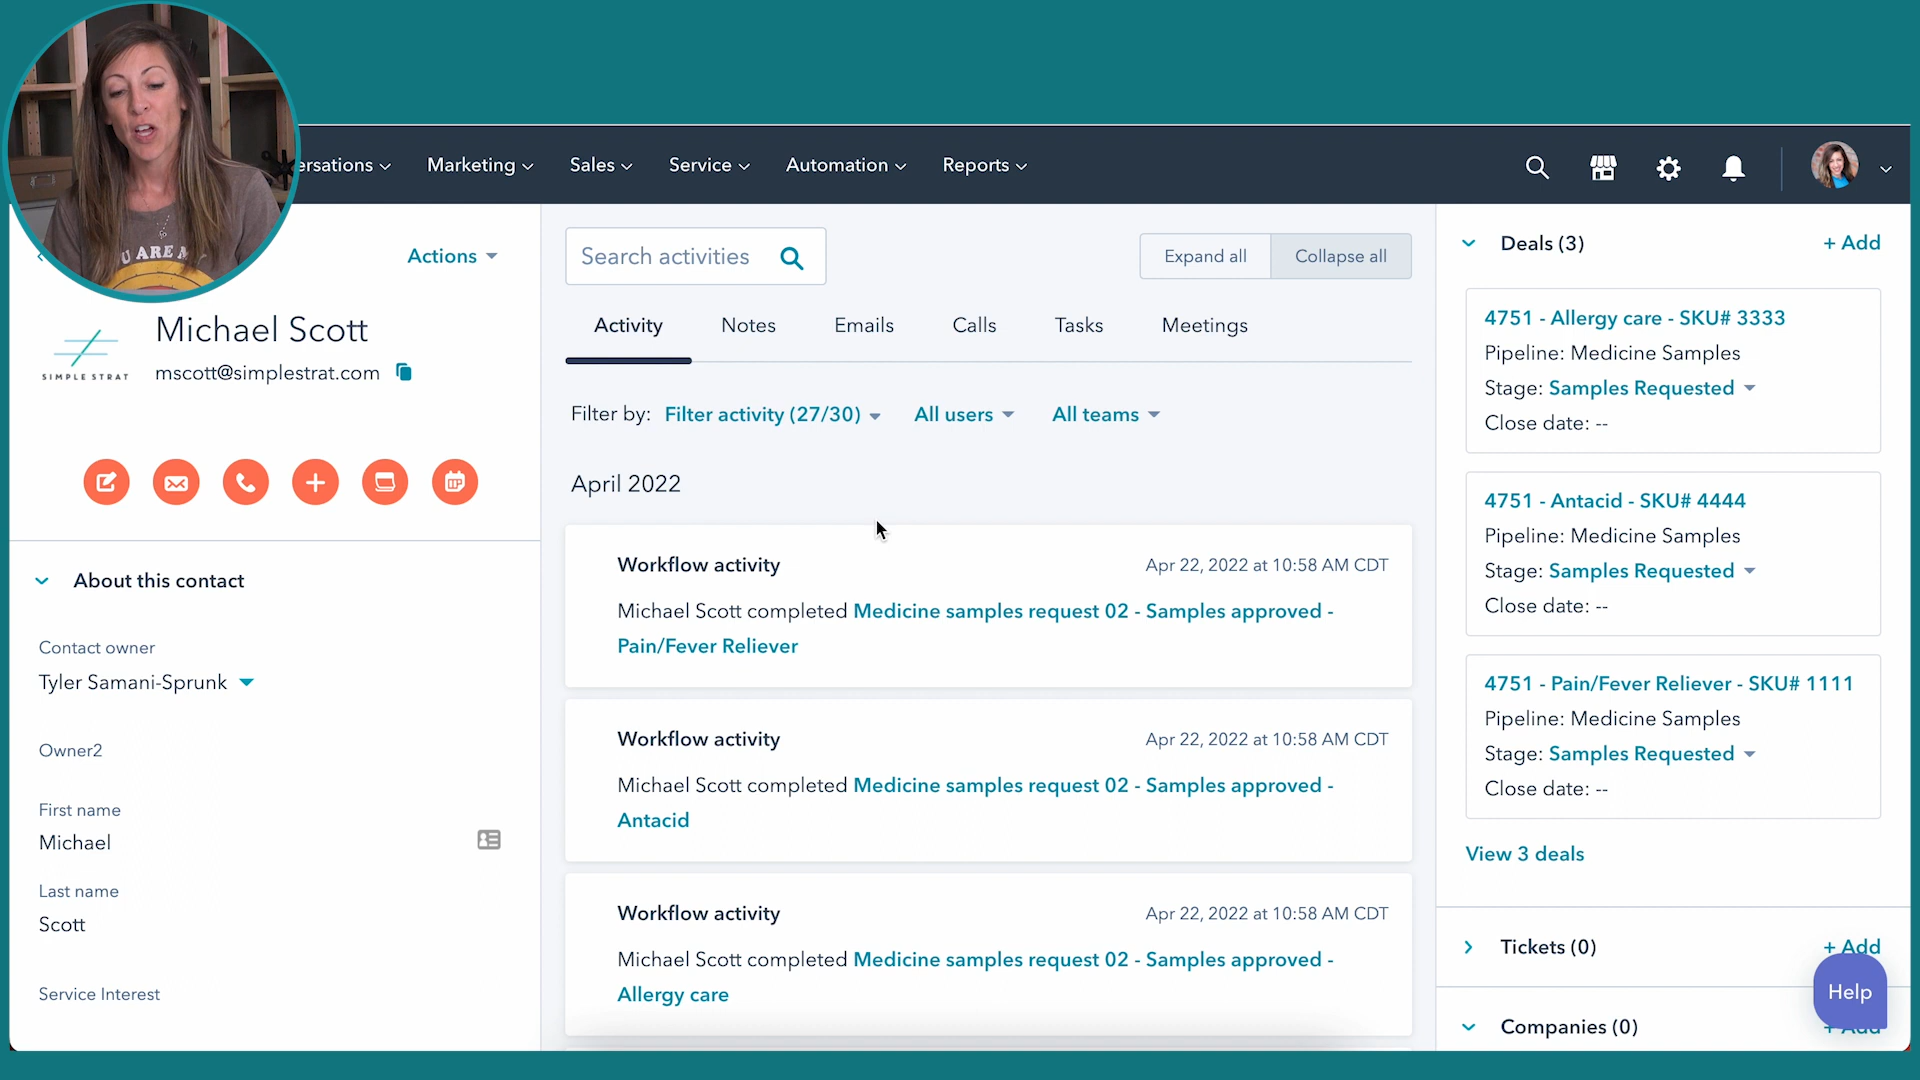 ersations
Marketing
Sales
Service
Automation
Reports
U ARE M
Actions
Michael Scott
mscott@simplestrat.com
SIMPLE STRAT
About this contact
Contact owner
Tyler Samani-Sprunk
Owner2
First name
Michael
Last name
Scott
Service Interest
Search activities
Expand all
Collapse all
Activity
Notes
Emails
Calls
Tasks
Meetings
Filter by: Filter activity (27/30)
All users
All teams
April 2022
Workflow activity
Apr 22, 2022 at 10:58 AM CDT
Michael Scott completed Medicine samples request 02 - Samples approved -
Pain/Fever Reliever
Workflow activity
Apr 22, 2022 at 10:58 AM CDT
Michael Scott completed Medicine samples request 02 - Samples approved -
Antacid
Workflow activity
Apr 22, 2022 at 10:58 AM CDT
Michael Scott completed Medicine samples request 02 - Samples approved -
Allergy care
Deals (3)
+ Add
4751 - Allergy care - SKU# 3333
Pipeline: Medicine Samples
Stage: Samples Requested
Close date: --
4751 - Antacid - SKU# 4444
Pipeline: Medicine Samples
Stage: Samples Requested
Close date: --
4751 - Pain/Fever Reliever - SKU# 1111
Pipeline: Medicine Samples
Stage: Samples Requested
Close date: --
View 3 deals
Tickets (0)
+ Add
Help
Companies (0)
+ Add